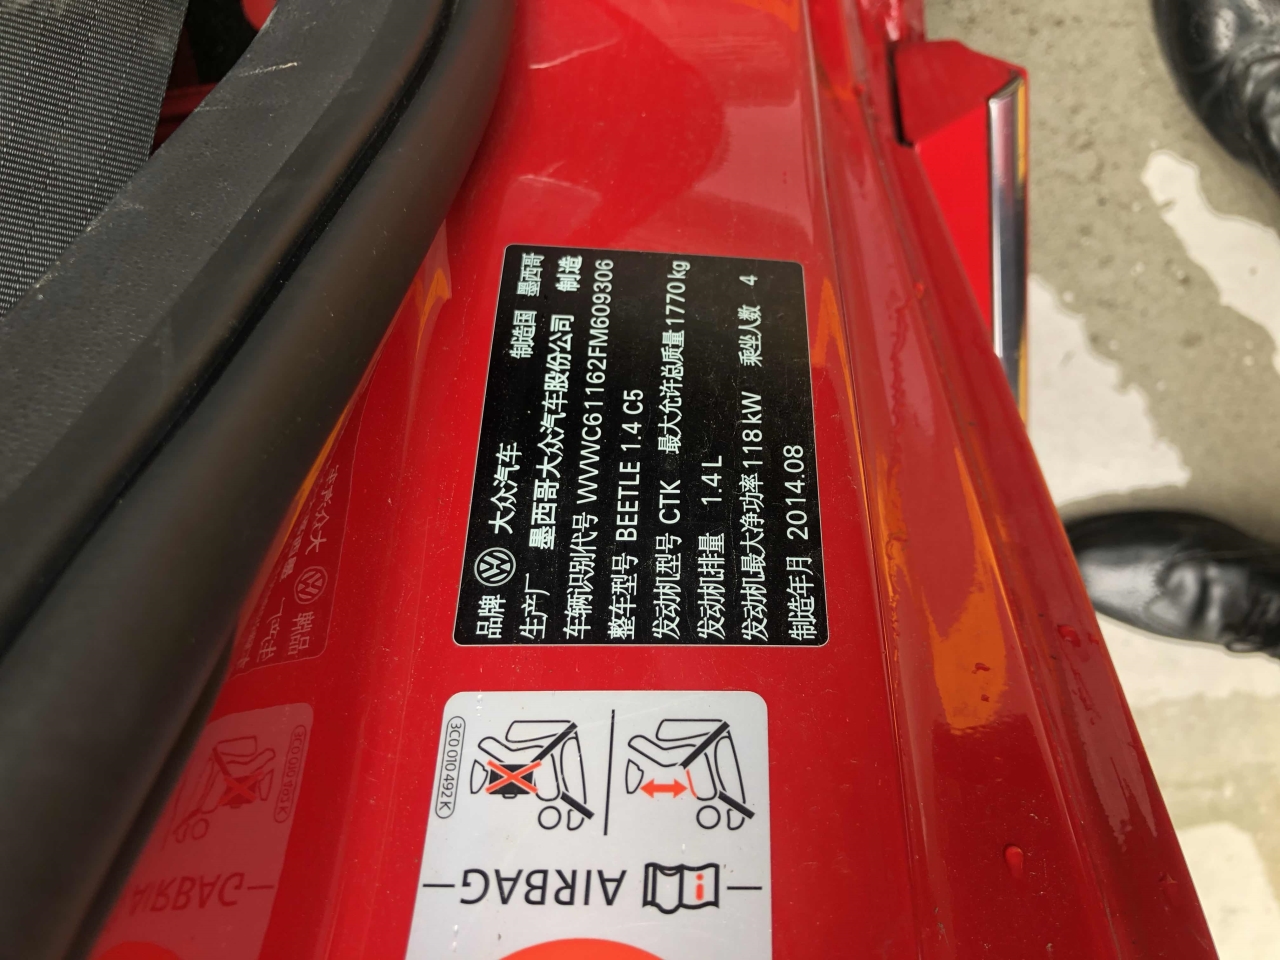 品牌 大众汽车 制造国 墨西哥
生产厂 墨西哥大众汽车股份公司 制造
车辆识别代号 WVWC61162FM609306
整车型号 BEETLE 1.4 C5
发动机型号 CTK 最大允许总质量 1770 kg
发动机排量 1.4 L
发动机最大净功率 118 kW 乘坐人数 4
制造年月 2014.08
3C0 010 492 K
AIRBAG